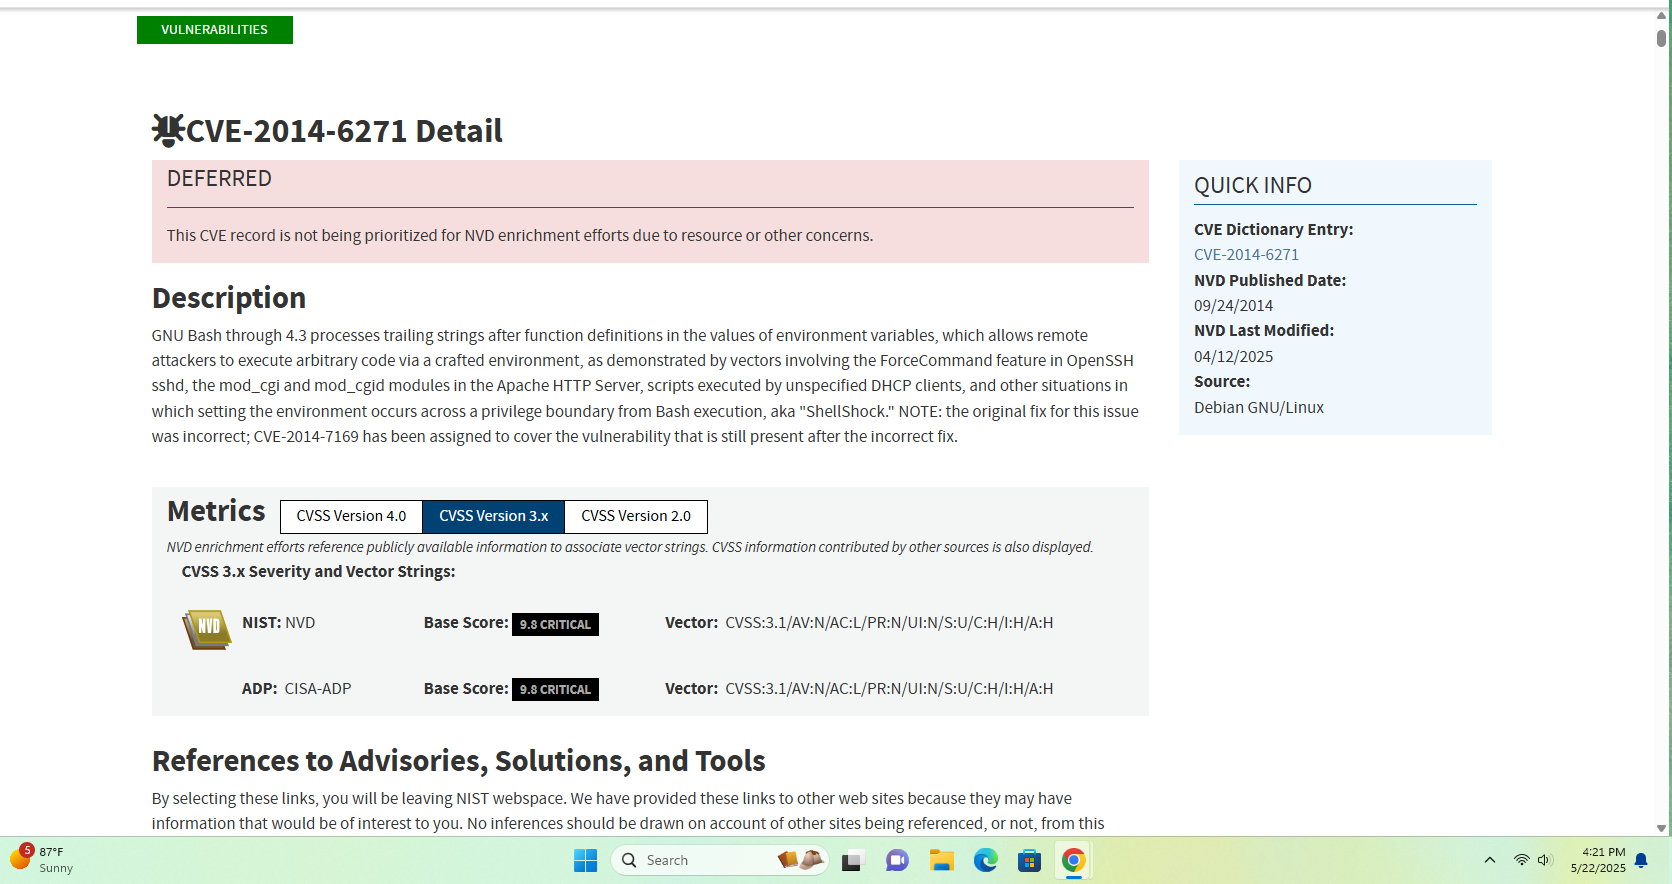 VULNERABILITIES
CVE-2014-6271 Detail
DEFERRED
This CVE record is not being prioritized for NVD enrichment efforts due to resource or other concerns.
Description
GNU Bash through 4.3 processes trailing strings after function definitions in the values of environment variables, which allows remote
attackers to execute arbitrary code via a crafted environment, as demonstrated by vectors involving the ForceCommand feature in OpenSSH
sshd, the mod_cgi and mod_cgid modules in the Apache HTTP Server, scripts executed by unspecified DHCP clients, and other situations in
which setting the environment occurs across a privilege boundary from Bash execution, aka "ShellShock." NOTE: the original fix for this issue
was incorrect; CVE-2014-7169 has been assigned to cover the vulnerability that is still present after the incorrect fix.
QUICK INFO
CVE Dictionary Entry:
CVE-2014-6271
NVD Published Date:
09/24/2014
NVD Last Modified:
04/12/2025
Source:
Debian GNU/Linux
Metrics
CVSS Version 4.0
CVSS Version 3.x
CVSS Version 2.0
NVD enrichment efforts reference publicly available information to associate vector strings. CVSS information contributed by other sources is also displayed.
CVSS 3.x Severity and Vector Strings:
NVD
NIST: NVD
Base Score: 9.8 CRITICAL
Vector: CVSS:3.1/AV:N/AC:L/PR:N/UI:N/S:U/C:H/I:H/A:H
ADP: CISA-ADP
Base Score: 9.8 CRITICAL
Vector: CVSS:3.1/AV:N/AC:L/PR:N/UI:N/S:U/C:H/I:H/A:H
References to Advisories, Solutions, and Tools
By selecting these links, you will be leaving NIST webspace. We have provided these links to other web sites because they may have
information that would be of interest to you. No inferences should be drawn on account of other sites being referenced, or not, from this
5
87°F
Sunny
Search
4:21 PM
5/22/2025